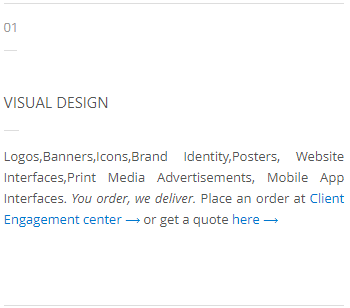 01
VISUAL DESIGN
Logos,Banners,Icons,Brand Identity,Posters, Website
Interfaces,Print Media Advertisements, Mobile App
Interfaces. You order, we deliver. Place an order at Client
Engagement center ⟶ or get a quote here ⟶